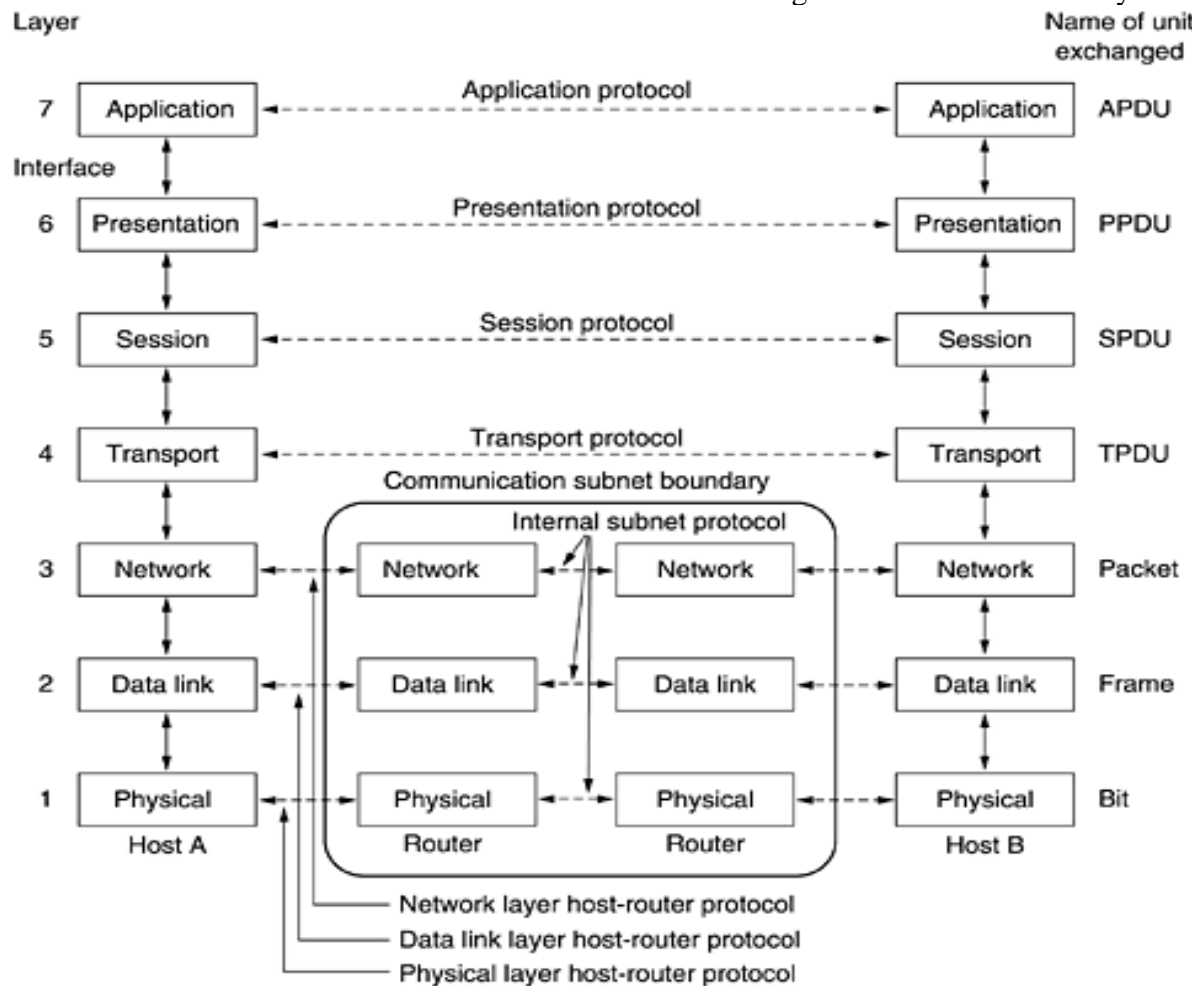 Layer
Name of unit
exchanged
7
Application
Application protocol
Application
APDU
Interface
6
Presentation
Presentation protocol
Presentation
PPDU
5
Session
Session protocol
Session
SPDU
4
Transport
Transport protocol
Transport
TPDU
Communication subnet boundary
Internal subnet protocol
3
Network
Network
Network
Network
Packet
2
Data link
Data link
Data link
Data link
Frame
1
Physical
Physical
Physical
Physical
Bit
Host A
Router
Router
Host B
Network layer host-router protocol
Data link layer host-router protocol
Physical layer host-router protocol